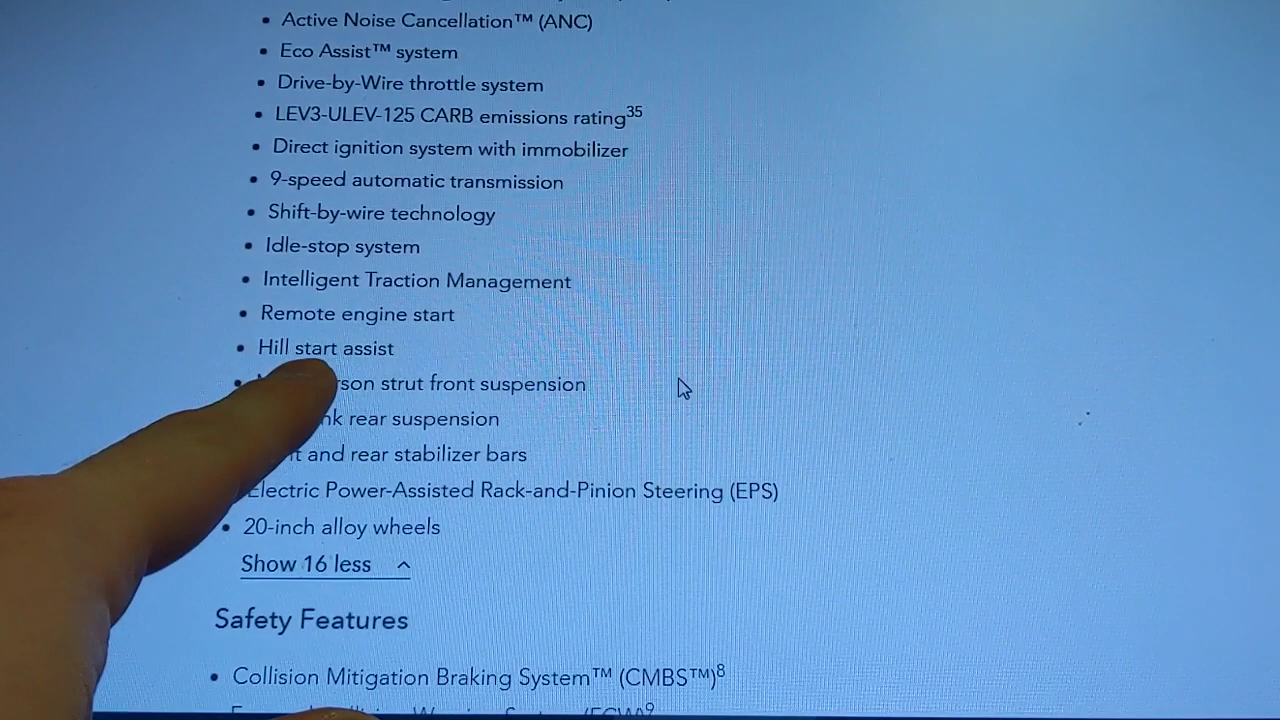 • Active Noise Cancellation™ (ANC)
• Eco Assist™ system
• Drive-by-Wire throttle system
• LEV3-ULEV-125 CARB emissions rating35
• Direct ignition system with immobilizer
• 9-speed automatic transmission
• Shift-by-wire technology
• Idle-stop system
• Intelligent Traction Management
• Remote engine start
• Hill start assist
• strut front suspension
rear suspension
and rear stabilizer bars
Electric Power-Assisted Rack-and-Pinion Steering (EPS)
• 20-inch alloy wheels
Show 16 less
Safety Features
• Collision Mitigation Braking System™ (CMBS™)8